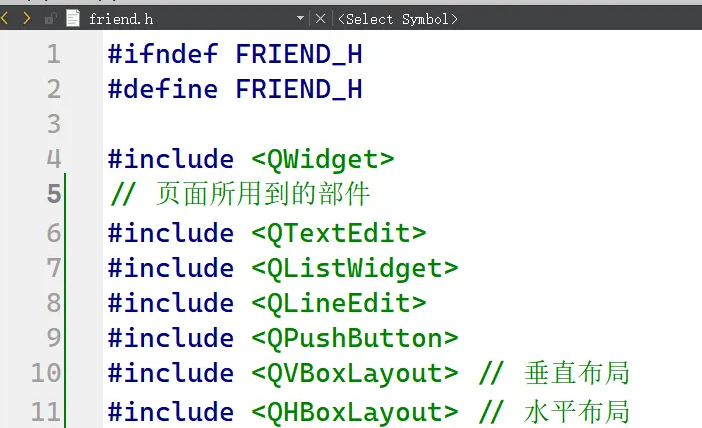 friend.h <Select Symbol>
1 #ifndef FRIEND_H
2 #define FRIEND_H
3
4 #include <QWidget>
5 // 页面所用到的部件
6 #include <QTextEdit>
7 #include <QListWidget>
8 #include <QLineEdit>
9 #include <QPushButton>
10 #include <QVBoxLayout> // 垂直布局
11 #include <QHBoxLayout> // 水平布局